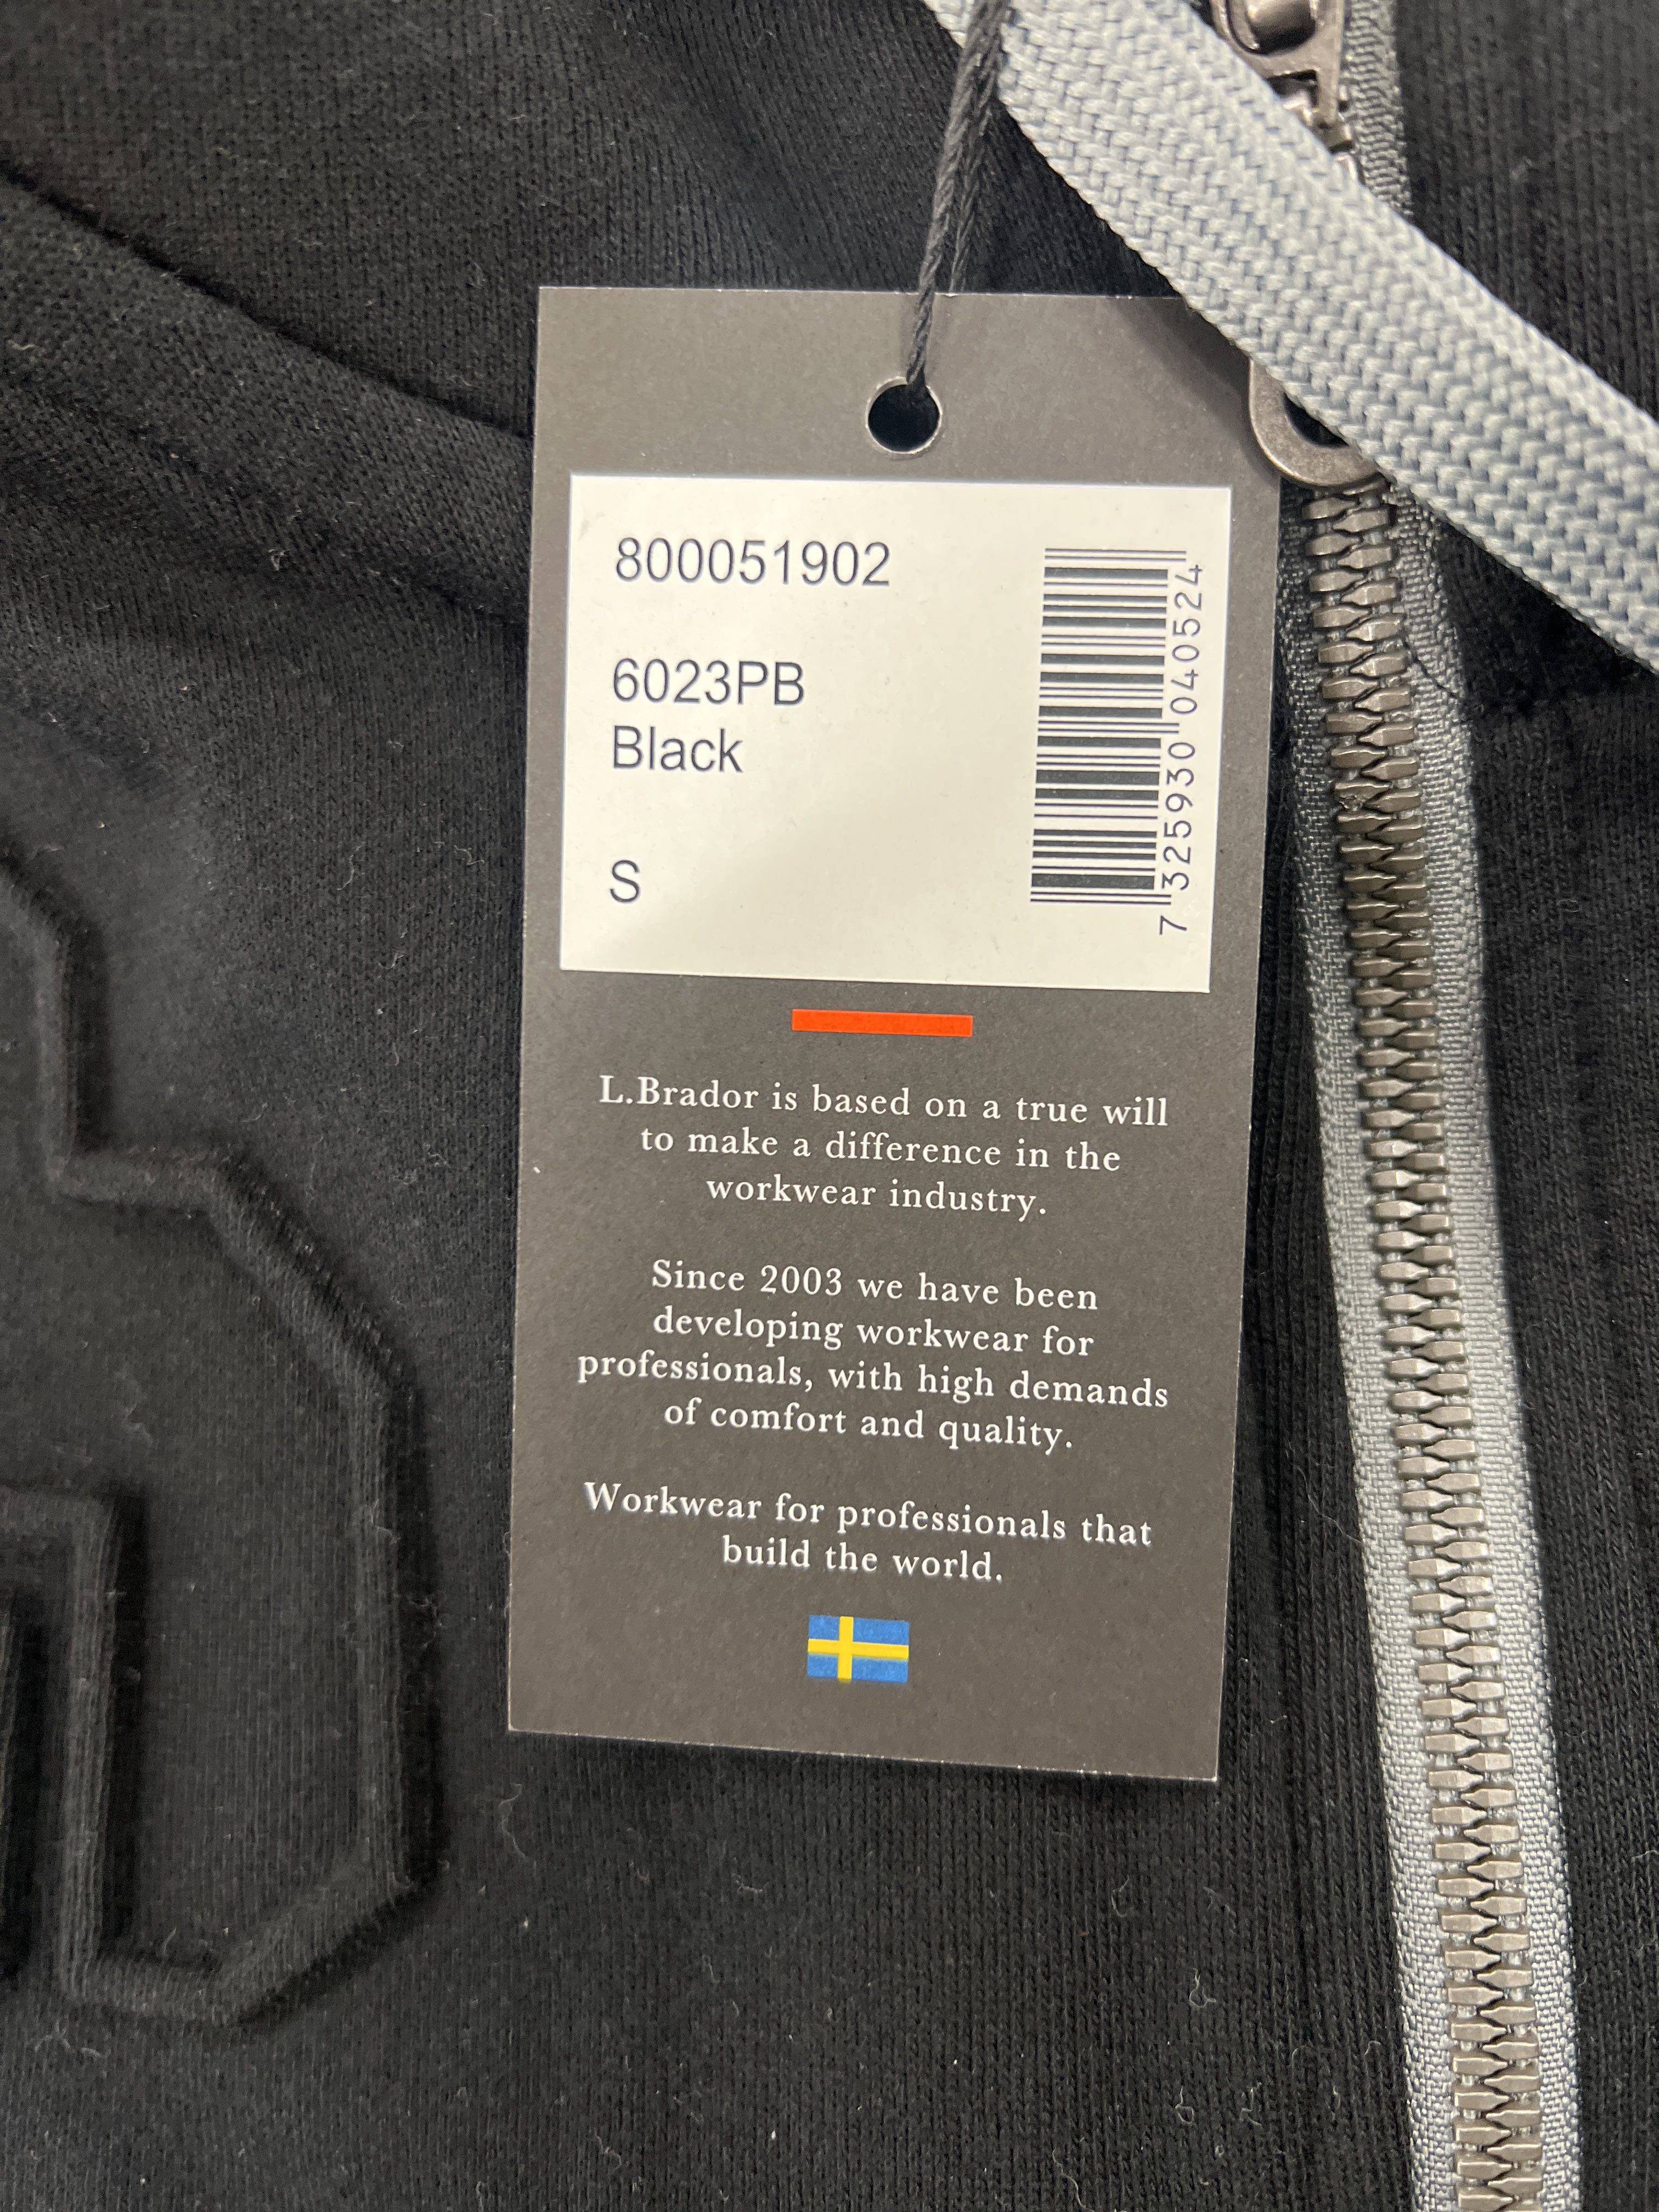 800051902
6023PB
Black
S
7 325930 040524
L.Brador is based on a true will
to make a difference in the
workwear industry.
Since 2003 we have been
developing workwear for
professionals, with high demands
of comfort and quality.
Workwear for professionals that
build the world.